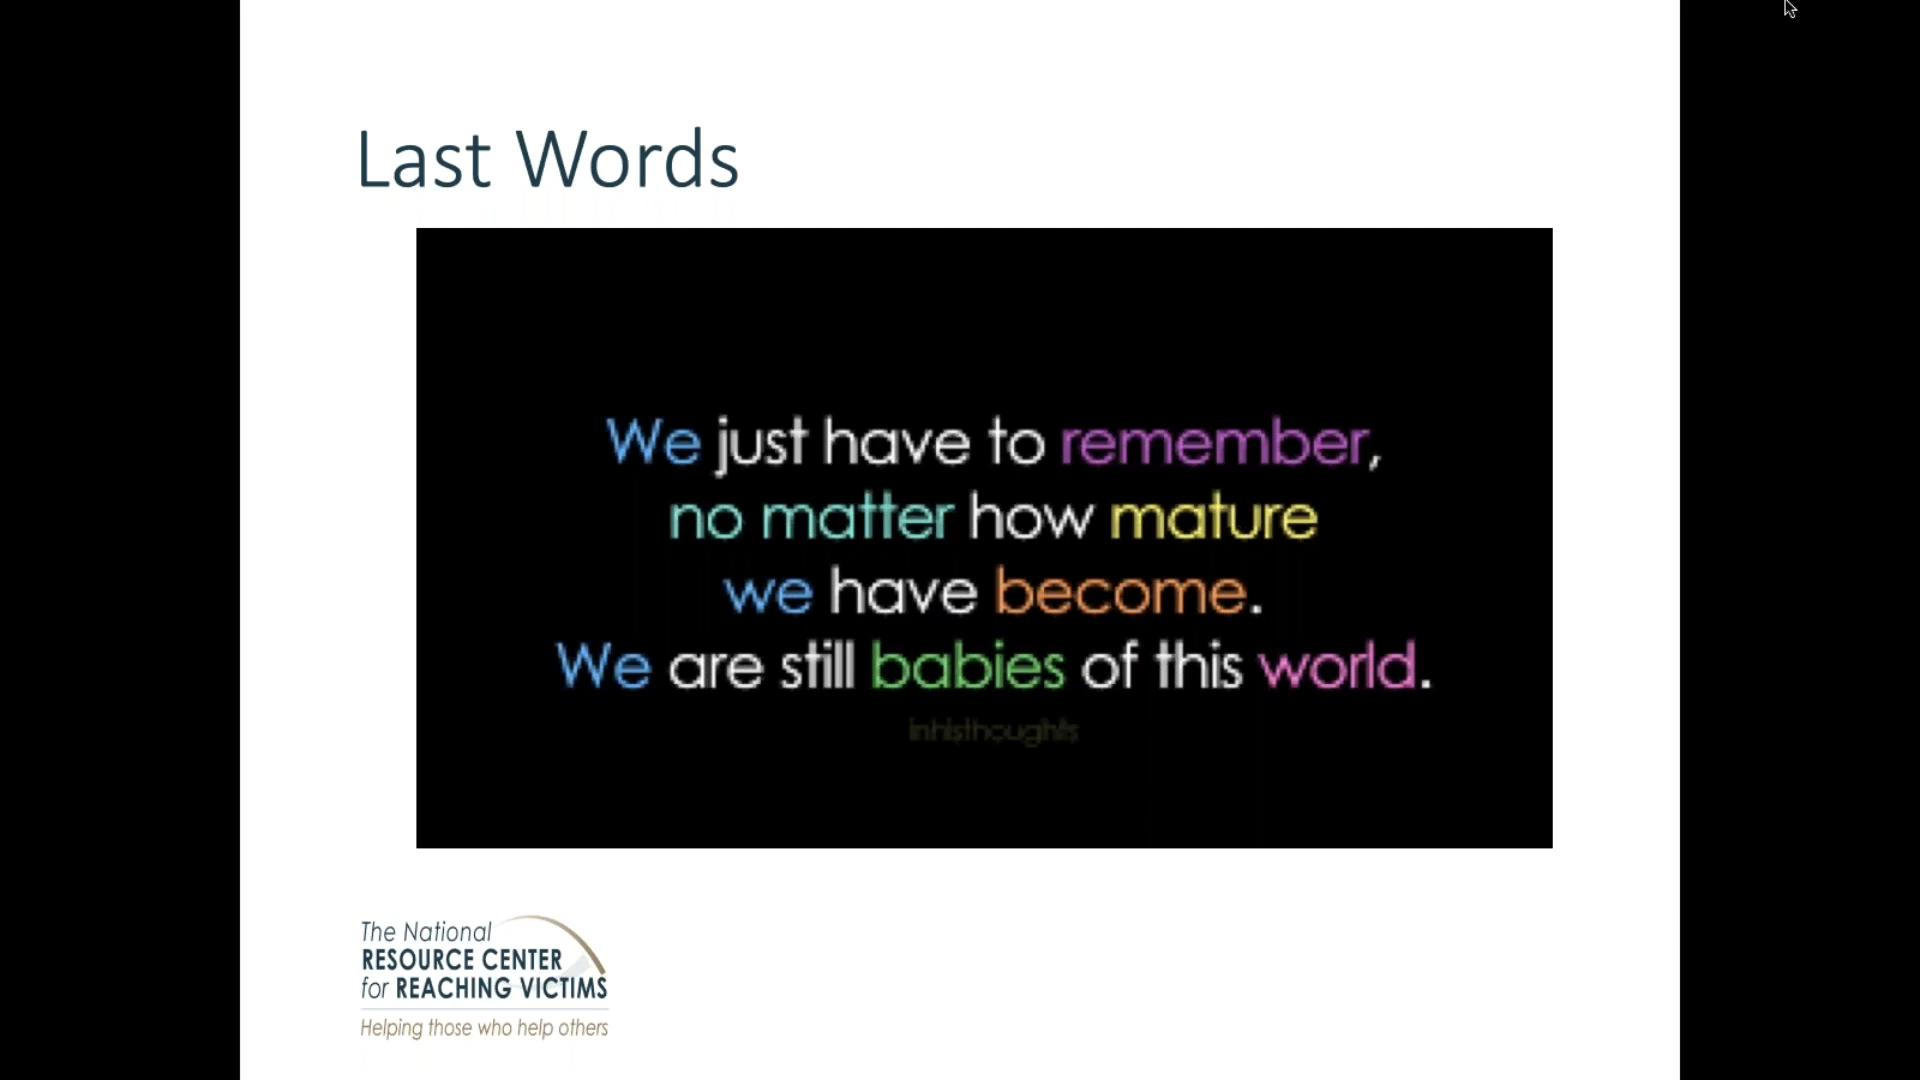 Last Words
We just have to remember,
no matter how mature
we have become.
We are still babies of this world.
inhisthoughts
The National
RESOURCE CENTER
for REACHING VICTIMS
Helping those who help others